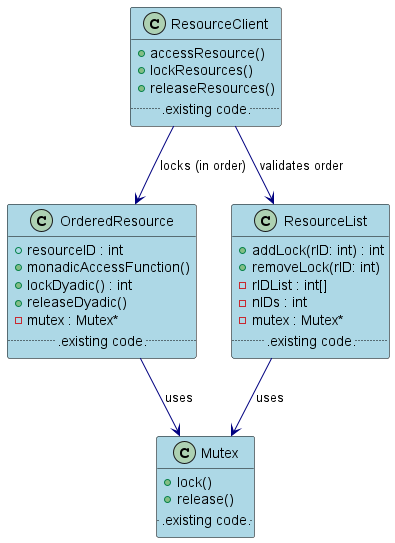 C ResourceClient
accessResource()
lockResources()
releaseResources()
.existing code.
locks (in order)
validates order
C OrderedResource
resourceID : int
monadicAccessFunction()
lockDyadic() : int
releaseDyadic()
mutex : Mutex*
.existing code.
C ResourceList
addLock(rID: int) : int
removeLock(rID: int)
rIDList : int[]
nIDs : int
mutex : Mutex*
.existing code.
uses
uses
C Mutex
lock()
release()
.existing code.